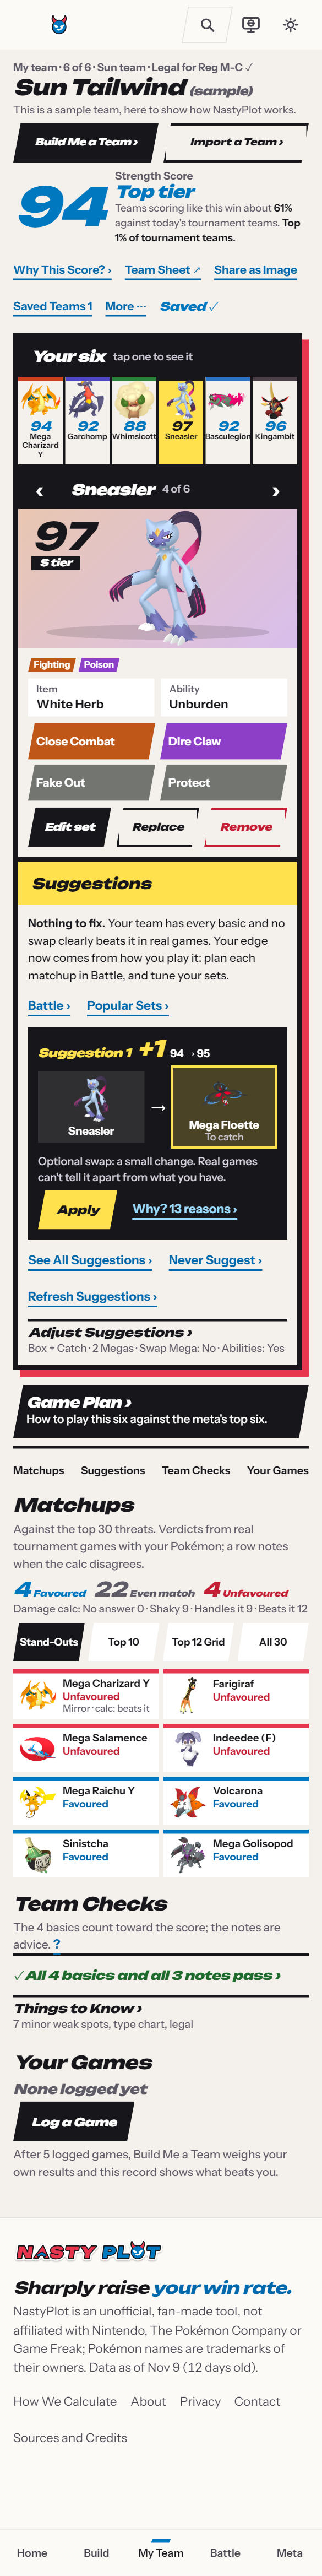 My team · 6 of 6 · Sun team · Legal for Reg M-C ✓
Sun Tailwind (sample)
This is a sample team, here to show how NastyPlot works.
Build Me a Team ›
Import a Team ›
94
Strength Score
Top tier
Teams scoring like this win about 61%
against today's tournament teams. Top
1% of tournament teams.
Why This Score? ›
Team Sheet ↗
Share as Image
Saved Teams 1
More ···
Saved ✓
Your six tap one to see it
94
Mega
Charizard
Y
92
Garchomp
88
Whimsicott
97
Sneasler
92
Basculegion
96
Kingambit
‹ Sneasler 4 of 6 ›
97
S tier
Fighting Poison
Item
White Herb
Ability
Unburden
Close Combat
Dire Claw
Fake Out
Protect
Edit set
Replace
Remove
Suggestions
Nothing to fix. Your team has every basic and no
swap clearly beats it in real games. Your edge
now comes from how you play it: plan each
matchup in Battle, and tune your sets.
Battle ›
Popular Sets ›
Suggestion 1 +1 94→95
Sneasler
→
Mega Floette
To catch
Optional swap: a small change. Real games
can't tell it apart from what you have.
Apply
Why? 13 reasons ›
See All Suggestions ›
Never Suggest ›
Refresh Suggestions ›
Adjust Suggestions ›
Box + Catch · 2 Megas · Swap Mega: No · Abilities: Yes
Game Plan ›
How to play this six against the meta's top six.
Matchups
Suggestions
Team Checks
Your Games
Matchups
Against the top 30 threats. Verdicts from real
tournament games with your Pokémon; a row notes
when the calc disagrees.
4 Favoured 22 Even match 4 Unfavoured
Damage calc: No answer 0 · Shaky 9 · Handles it 9 · Beats it 12
Stand-Outs
Top 10
Top 12 Grid
All 30
Mega Charizard Y
Unfavoured
Mirror · calc: beats it
Farigiraf
Unfavoured
Mega Salamence
Unfavoured
Indeedee (F)
Unfavoured
Mega Raichu Y
Favoured
Volcarona
Favoured
Sinistcha
Favoured
Mega Golisopod
Favoured
Team Checks
The 4 basics count toward the score; the notes are
advice. ?
✓All 4 basics and all 3 notes pass ›
Things to Know ›
7 minor weak spots, type chart, legal
Your Games
None logged yet
Log a Game
After 5 logged games, Build Me a Team weighs your
own results and this record shows what beats you.
NASTY PLOT
Sharply raise your win rate.
NastyPlot is an unofficial, fan-made tool, not
affiliated with Nintendo, The Pokémon Company or
Game Freak; Pokémon names are trademarks of
their owners. Data as of Nov 9 (12 days old).
How We Calculate
About
Privacy
Contact
Sources and Credits
Home
Build
My Team
Battle
Meta